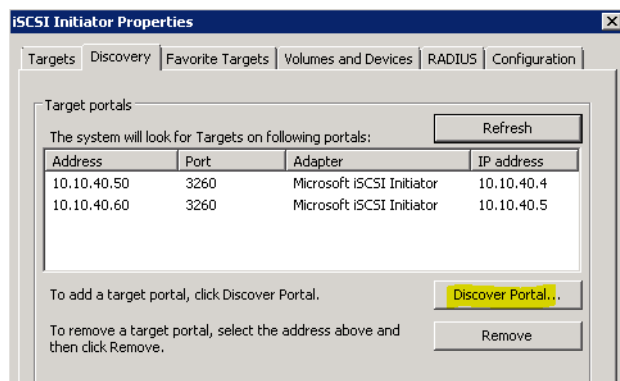 iSCSI Initiator Properties
Targets Discovery Favorite Targets Volumes and Devices RADIUS Configuration
Target portals
The system will look for Targets on following portals: Refresh
Address Port Adapter IP address
10.10.40.50 3260 Microsoft iSCSI Initiator 10.10.40.4
10.10.40.60 3260 Microsoft iSCSI Initiator 10.10.40.5
To add a target portal, click Discover Portal. Discover Portal...
To remove a target portal, select the address above and
then click Remove. Remove